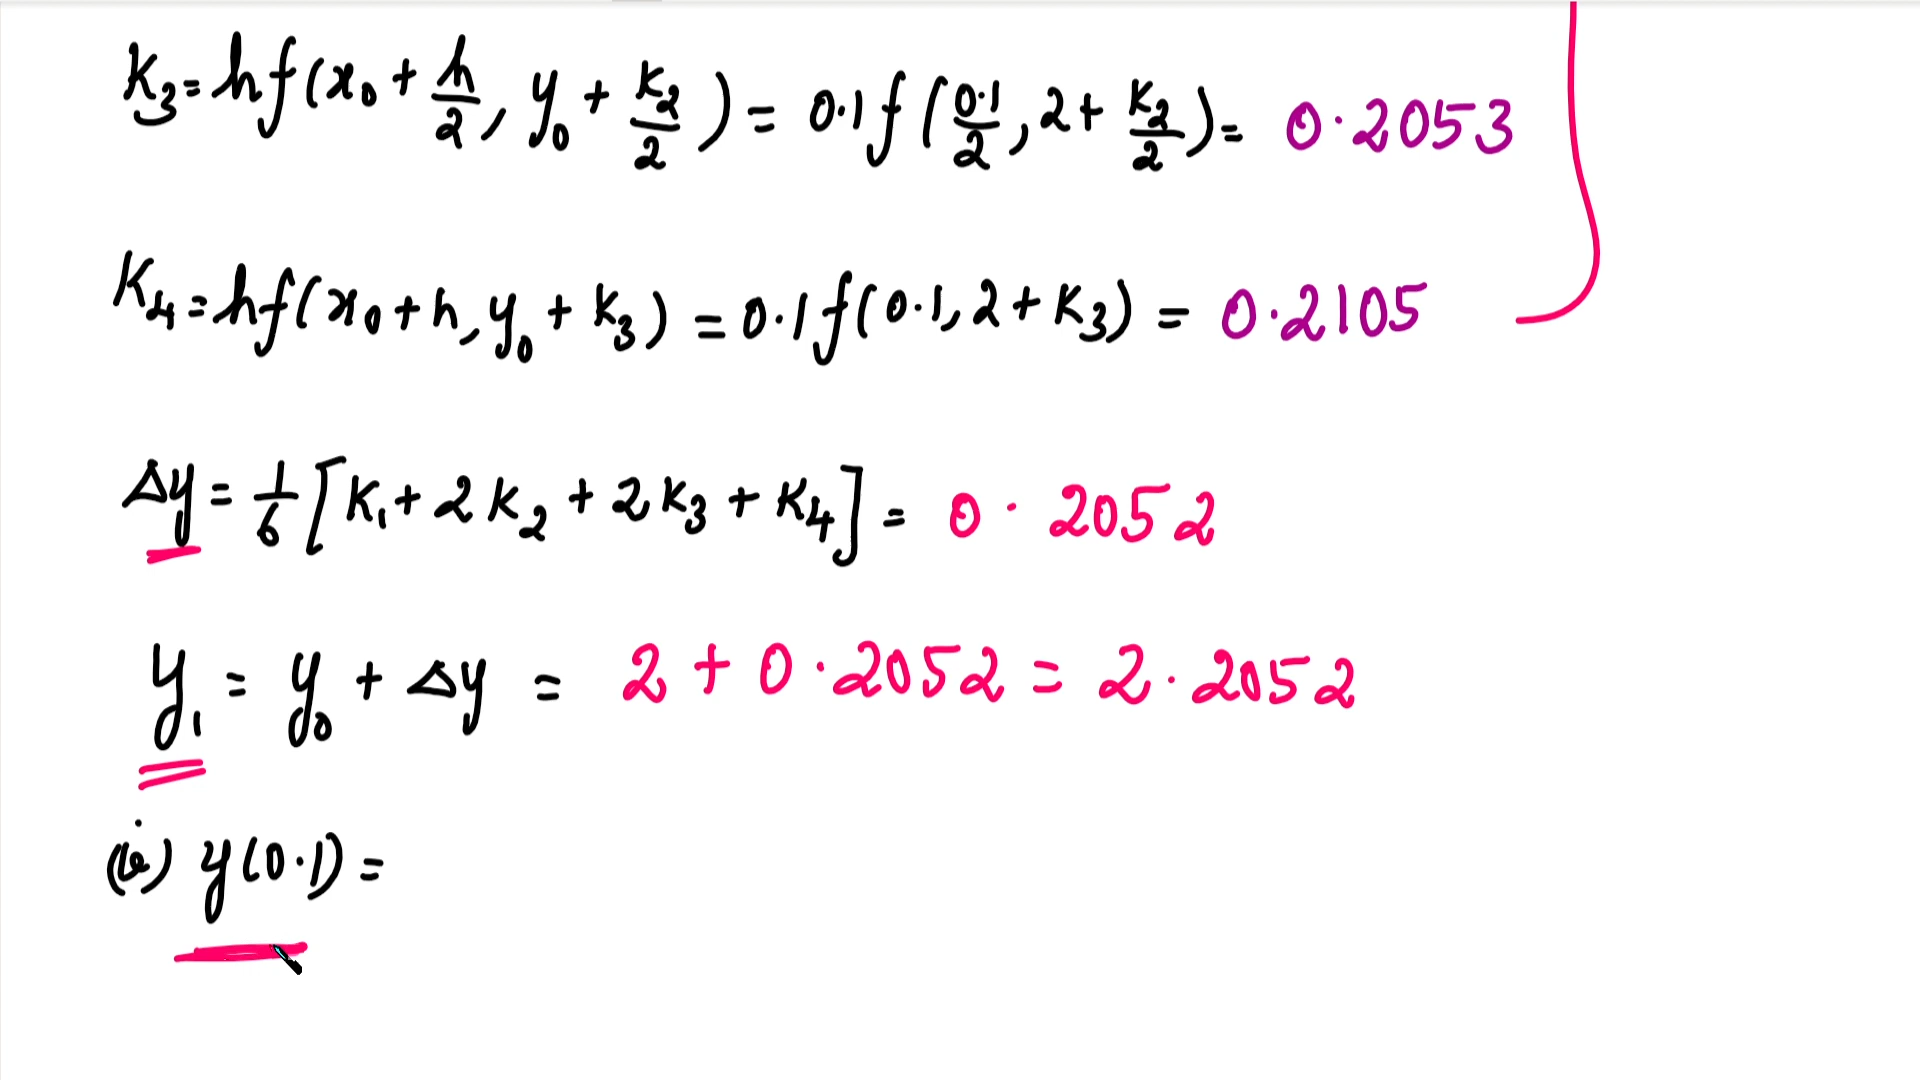 K₃ = hf(x₀ + h/2, y₀ + K₂/2) = 0.1 f(0.1/2, 2 + K₂/2) = 0.2053
K₄ = hf(x₀ + h, y₀ + K₃) = 0.1 f(0.1, 2 + K₃) = 0.2105
Δy = 1/6 [K₁ + 2K₂ + 2K₃ + K₄] = 0.2052
y₁ = y₀ + Δy = 2 + 0.2052 = 2.2052
(ie) y(0.1) =